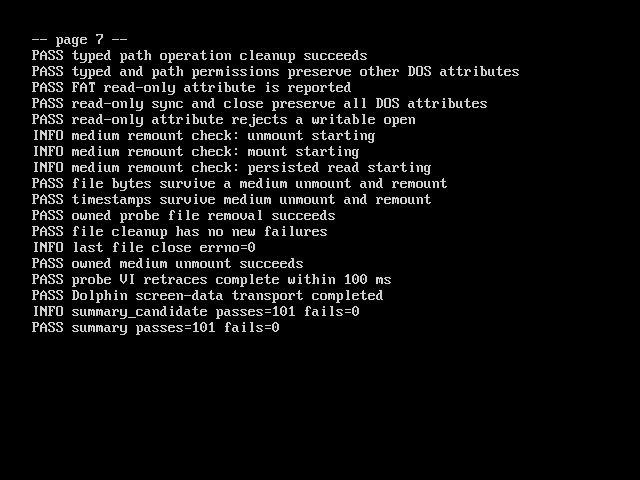 -- page 7 --
PASS typed path operation cleanup succeeds
PASS typed and path permissions preserve other DOS attributes
PASS FAT read-only attribute is reported
PASS read-only sync and close preserve all DOS attributes
PASS read-only attribute rejects a writable open
INFO medium remount check: unmount starting
INFO medium remount check: mount starting
INFO medium remount check: persisted read starting
PASS file bytes survive a medium unmount and remount
PASS timestamps survive medium unmount and remount
PASS owned probe file removal succeeds
PASS file cleanup has no new failures
INFO last file close errno=0
PASS owned medium unmount succeeds
PASS probe VI retraces complete within 100 ms
PASS Dolphin screen-data transport completed
INFO summary_candidate passes=101 fails=0
PASS summary passes=101 fails=0